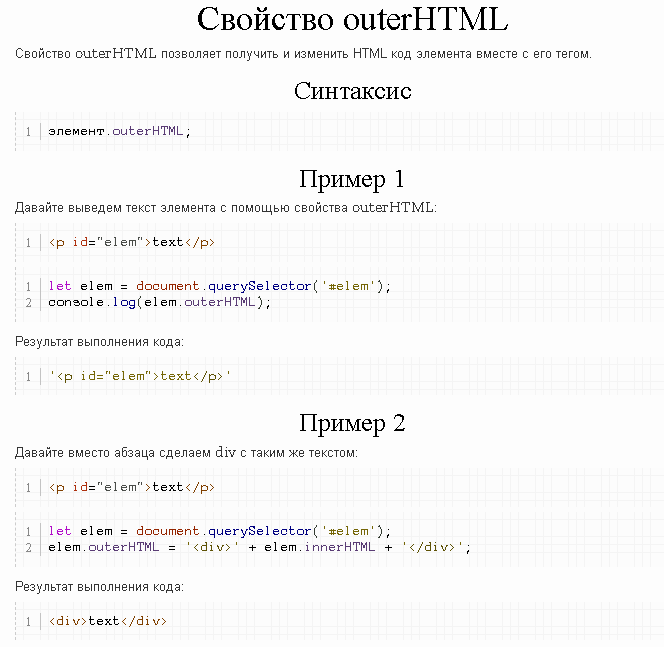 Свойство outerHTML
Свойство outerHTML позволяет получить и изменить HTML код элемента вместе с его тегом.
Синтаксис
1 элемент.outerHTML;
Пример 1
Давайте выведем текст элемента с помощью свойства outerHTML:
1 <p id="elem">text</p>
1 let elem = document.querySelector('#elem');
2 console.log(elem.outerHTML);
Результат выполнения кода:
1 '<p id="elem">text</p>'
Пример 2
Давайте вместо абзаца сделаем div с таким же текстом:
1 <p id="elem">text</p>
1 let elem = document.querySelector('#elem');
2 elem.outerHTML = '<div>' + elem.innerHTML + '</div>';
Результат выполнения кода:
1 <div>text</div>